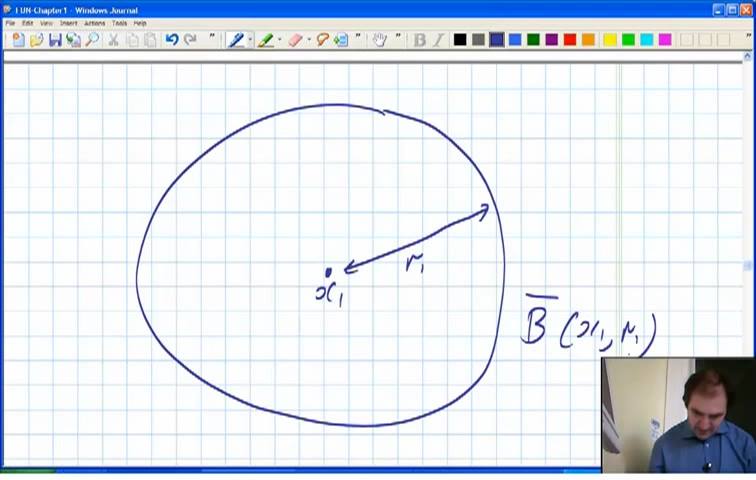 FUN-Chapter1 - Windows Journal
File Edit View Insert Actions Tools Help
B I
r₁
x₁
B̅ (x₁, r₁)